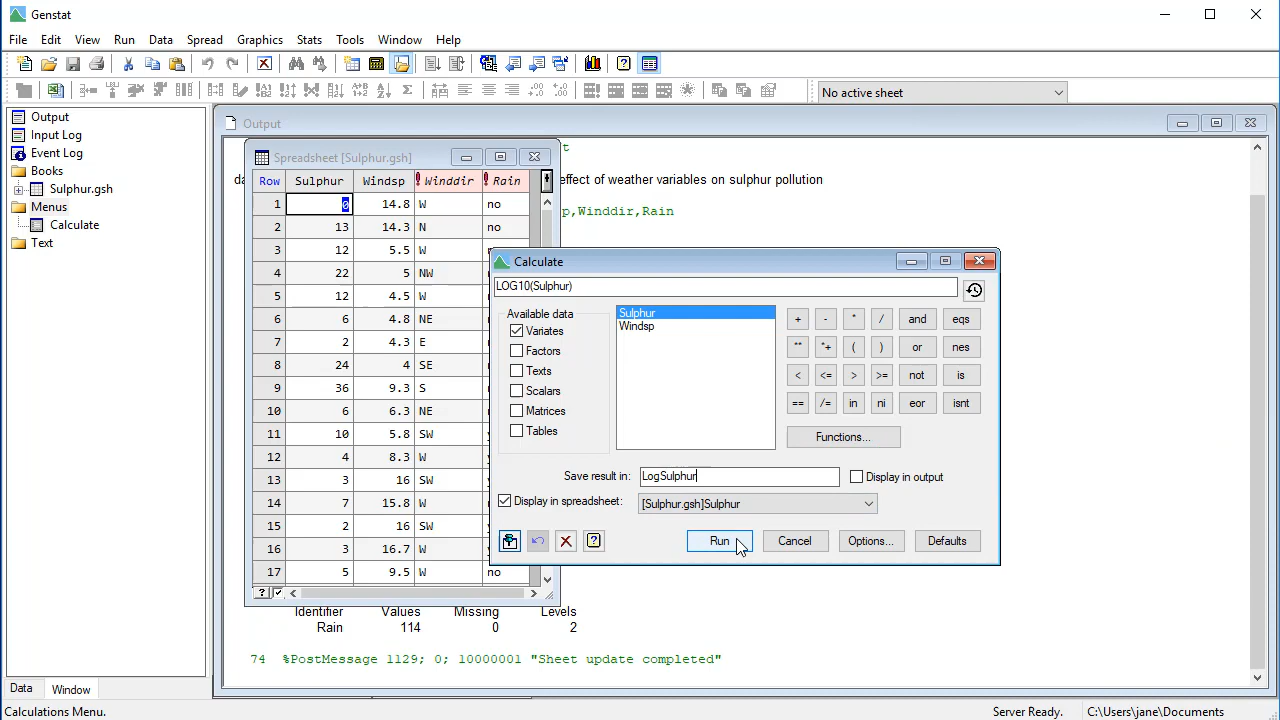 Genstat
File Edit View Run Data Spread Graphics Stats Tools Window Help
No active sheet
Output
Input Log
Event Log
Books
Sulphur.gsh
Menus
Calculate
Text
Data Window
Output
effect of weather variables on sulphur pollution
p,Winddir,Rain
Spreadsheet [Sulphur.gsh]
Row Sulphur Windsp ! Winddir ! Rain
1 0 14.8 W no
2 13 14.3 N no
3 12 5.5 W
4 22 5 NW
5 12 4.5 W
6 6 4.8 NE
7 2 4.3 E
8 24 4 SE
9 36 9.3 S
10 6 6.3 NE
11 10 5.8 SW
12 4 8.3 W
13 3 16 SW
14 7 15.8 W
15 2 16 SW
16 3 16.7 W
17 5 9.5 W no
Calculate
LOG10(Sulphur)
Available data
Variates
Factors
Texts
Scalars
Matrices
Tables
Sulphur
Windsp
+ - * / and eqs
** *+ ( ) or nes
< <= > >= not is
== /= in ni eor isnt
Functions...
Save result in: LogSulphur Display in output
Display in spreadsheet: [Sulphur.gsh]Sulphur
Run Cancel Options... Defaults
Identifier Values Missing Levels
Rain 114 0 2
74 %PostMessage 1129; 0; 10000001 "Sheet update completed"
Calculations Menu. Server Ready. C:\Users\jane\Documents